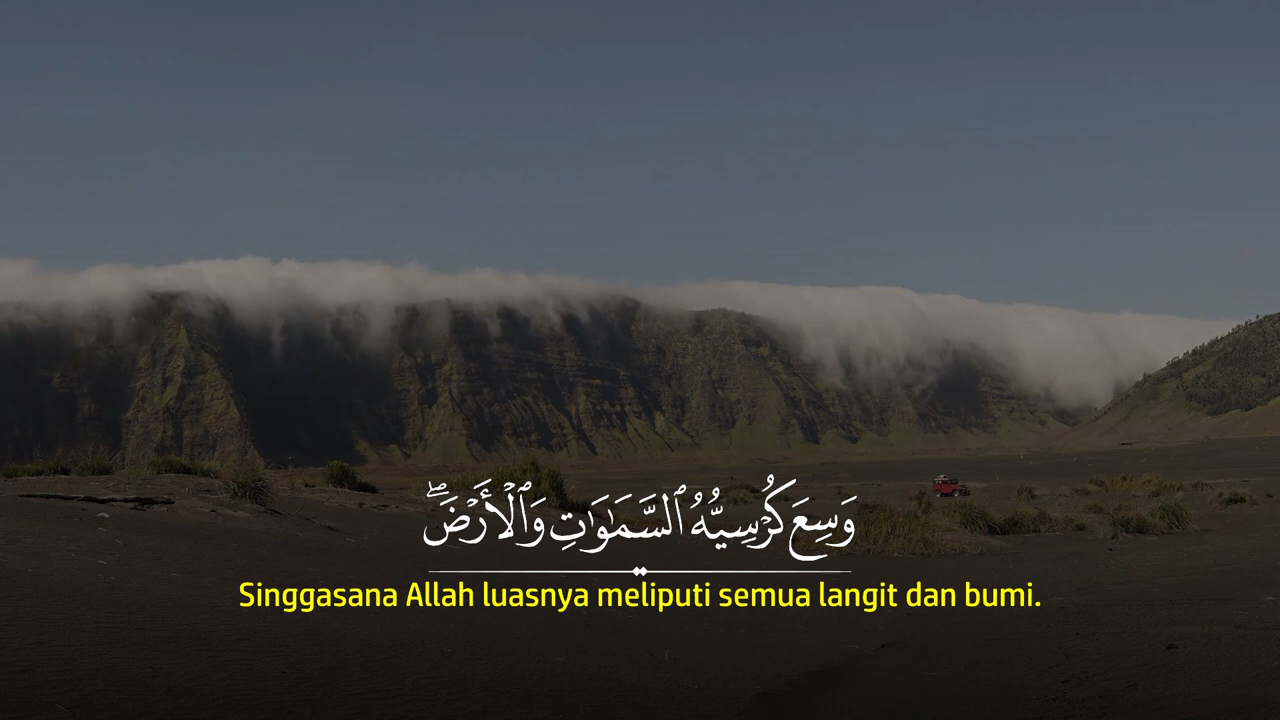 وَسِعَ كُرْسِيُّهُ ٱلسَّمَٰوَٰتِ وَٱلْأَرْضَ ۖ
Singgasana Allah luasnya meliputi semua langit dan bumi.